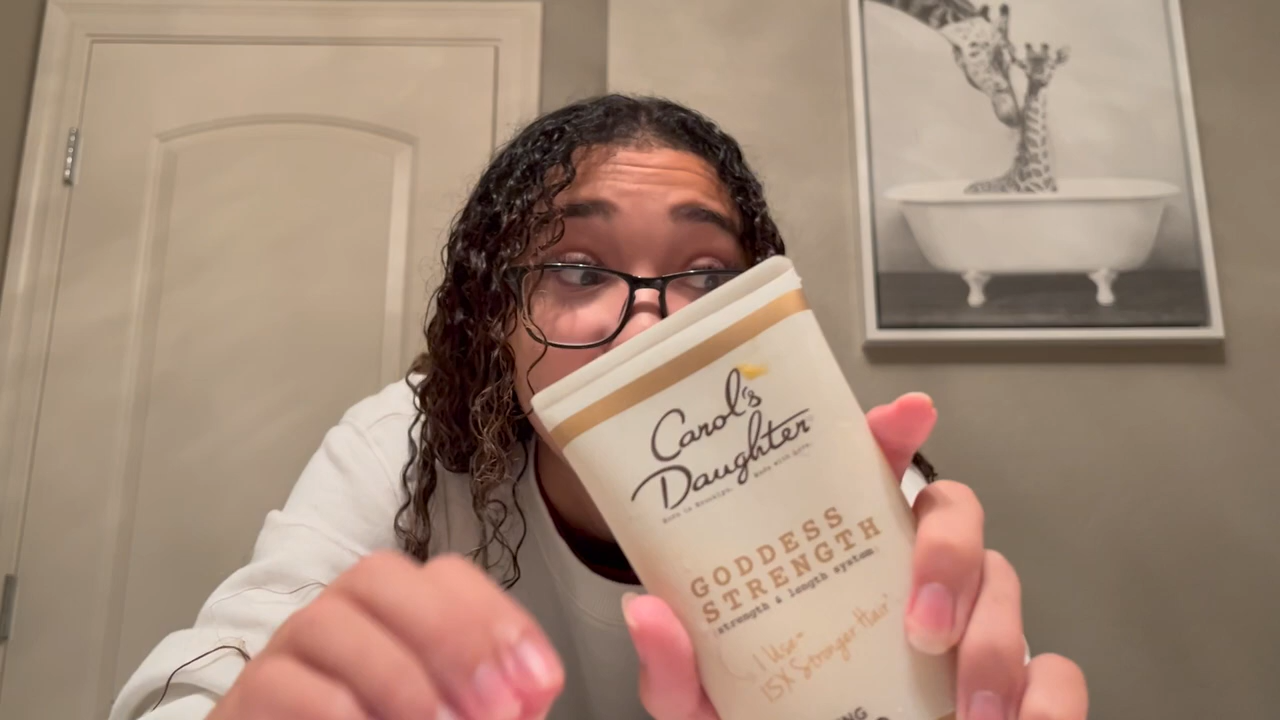 Carol's
Daughter
Born in Brooklyn. Made with Love.
GODDESS
STRENGTH
strength & length system
1 Use"
15X Stronger Hair"